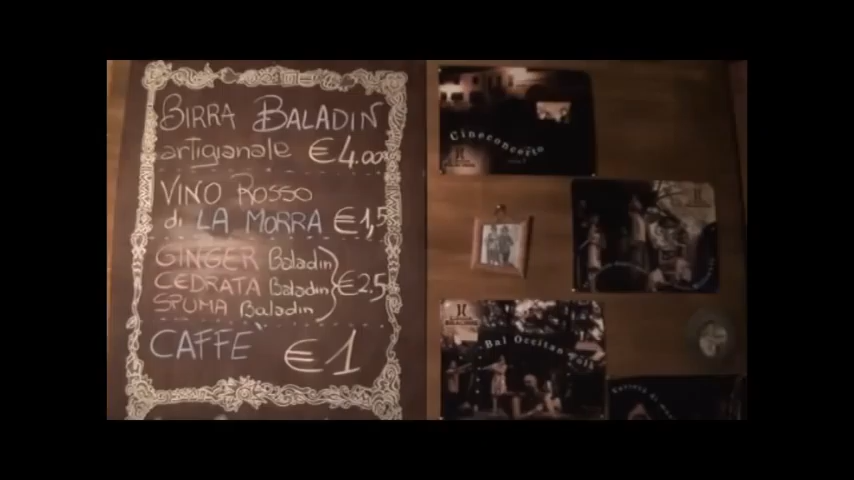 BIRRA BALADIN
artigianale €4.00
VINO ROSSO
di LA MORRA €1,5
GINGER Baladin
CEDRATA Baladin €2.5
SPUMA Baladin
CAFFE' €1
Cineconcerto
Bal Occitan